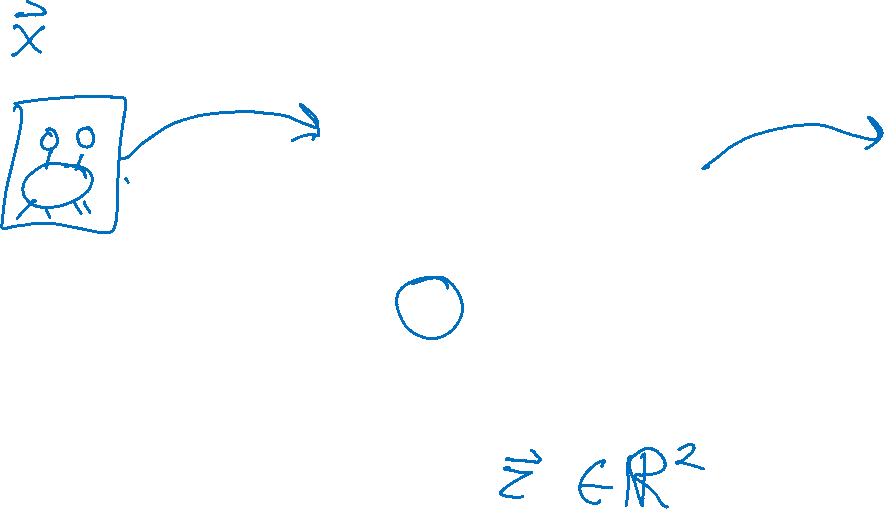 x⃗
z⃗ ∈ ℝ²